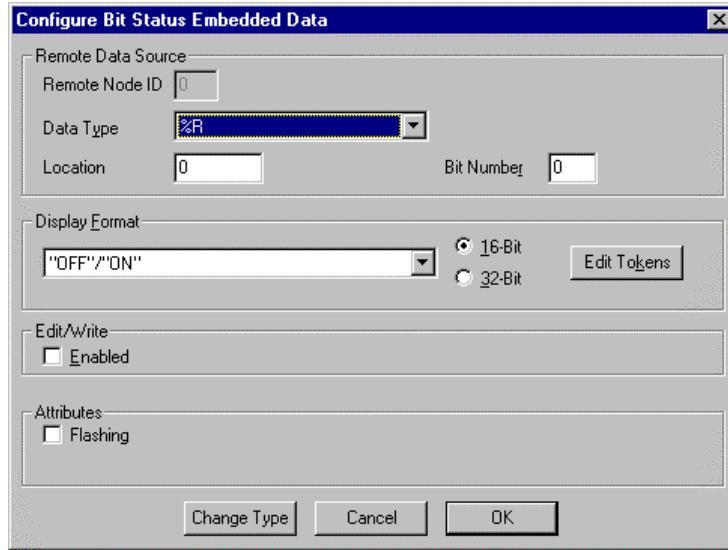 Configure Bit Status Embedded Data
Remote Data Source
Remote Node ID 0
Data Type %R
Location 0 Bit Number 0
Display Format
"OFF"/"ON" 16-Bit Edit Tokens
32-Bit
Edit/Write
Enabled
Attributes
Flashing
Change Type Cancel OK